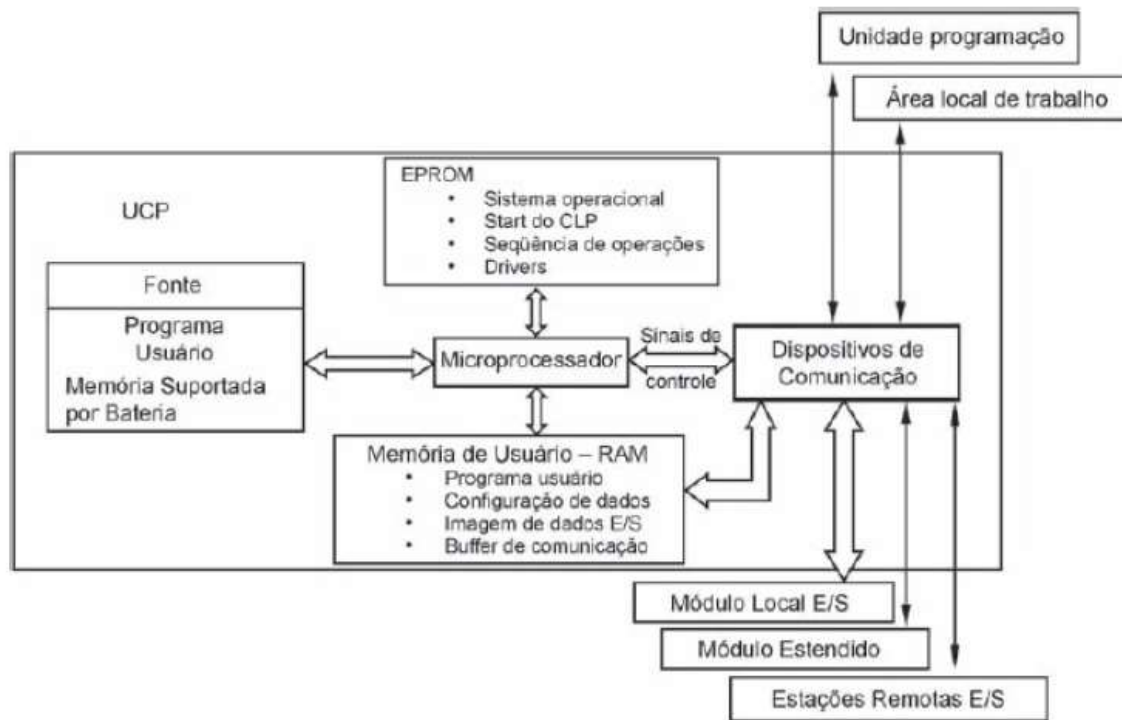 Unidade programação
Área local de trabalho
UCP
EPROM
• Sistema operacional
• Start do CLP
• Seqüência de operações
• Drivers
Fonte
Programa
Usuário
Memória Suportada
por Bateria
Microprocessador
Sinais de
controle
Dispositivos de
Comunicação
Memória de Usuário – RAM
• Programa usuário
• Configuração de dados
• Imagem de dados E/S
• Buffer de comunicação
Módulo Local E/S
Módulo Estendido
Estações Remotas E/S